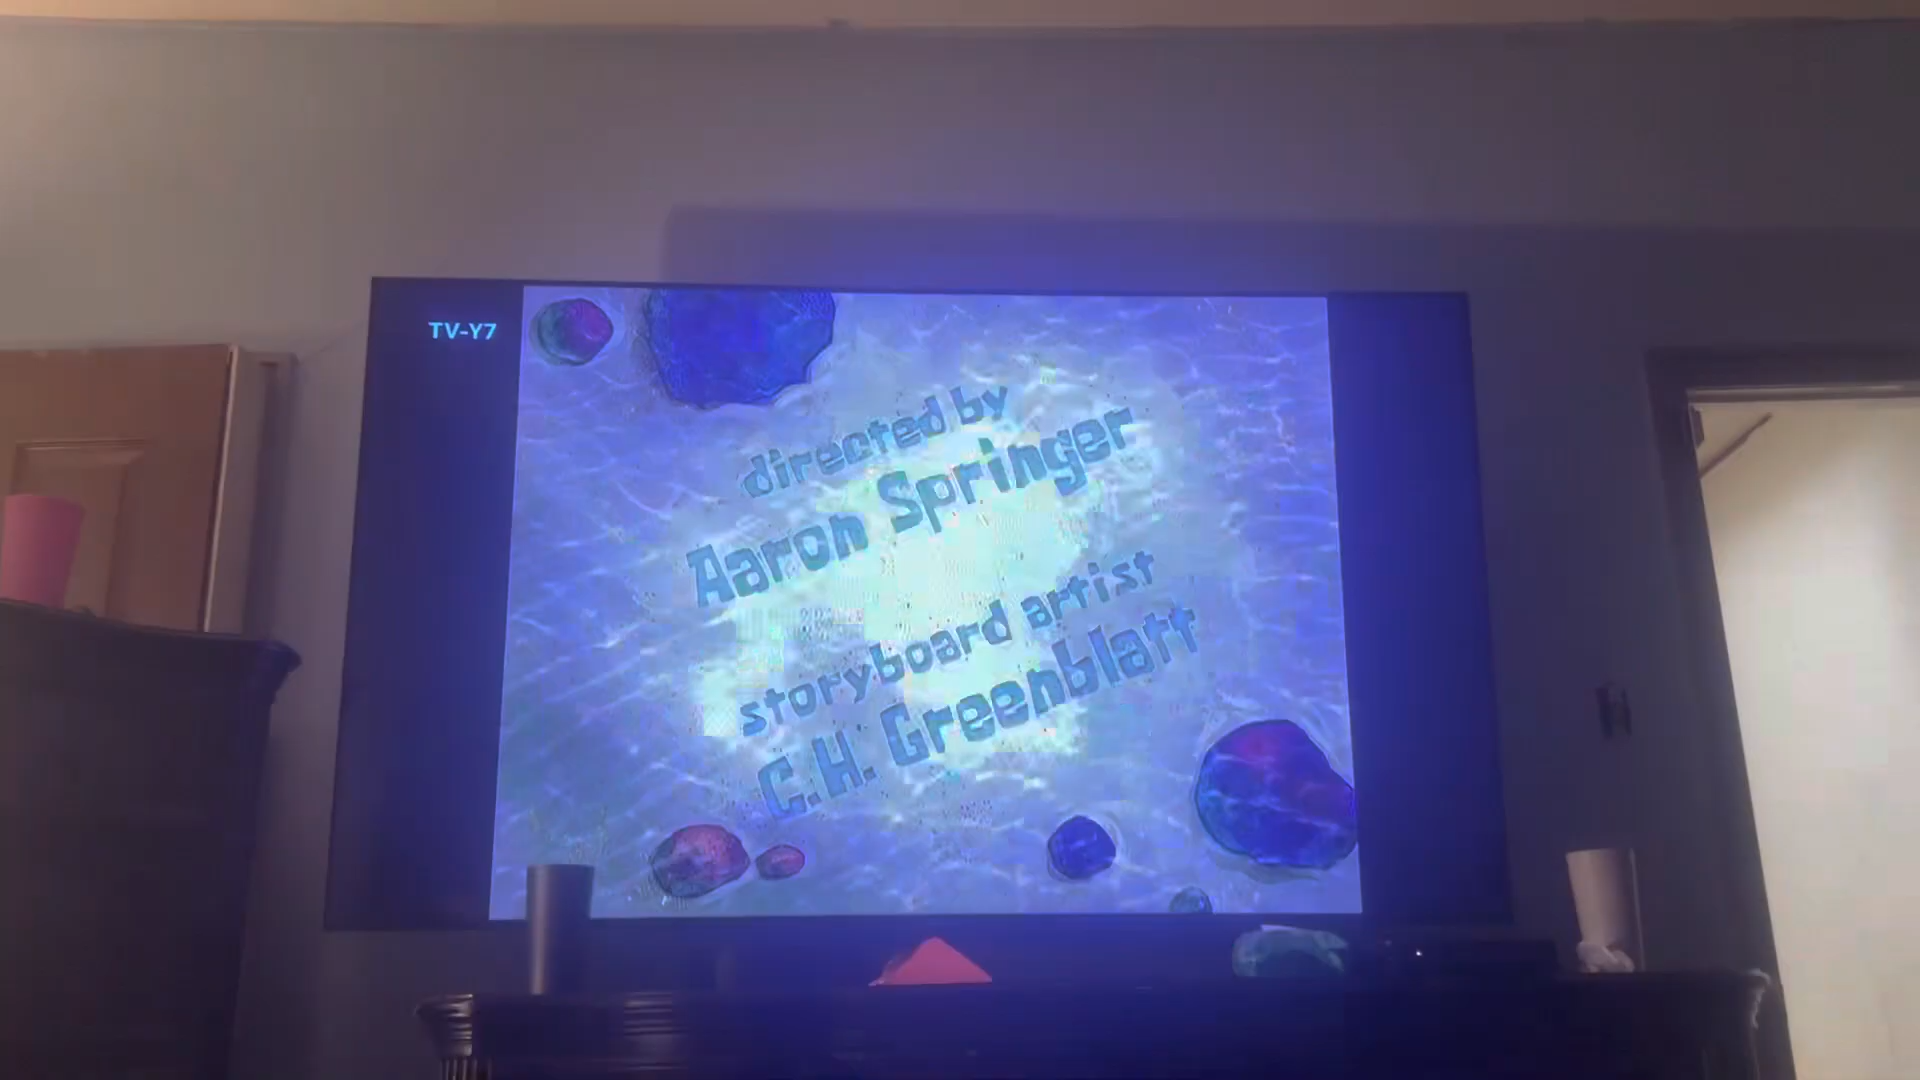 TV-Y7
directed by
Aaron Springer
storyboard artist
C.H. Greenblatt